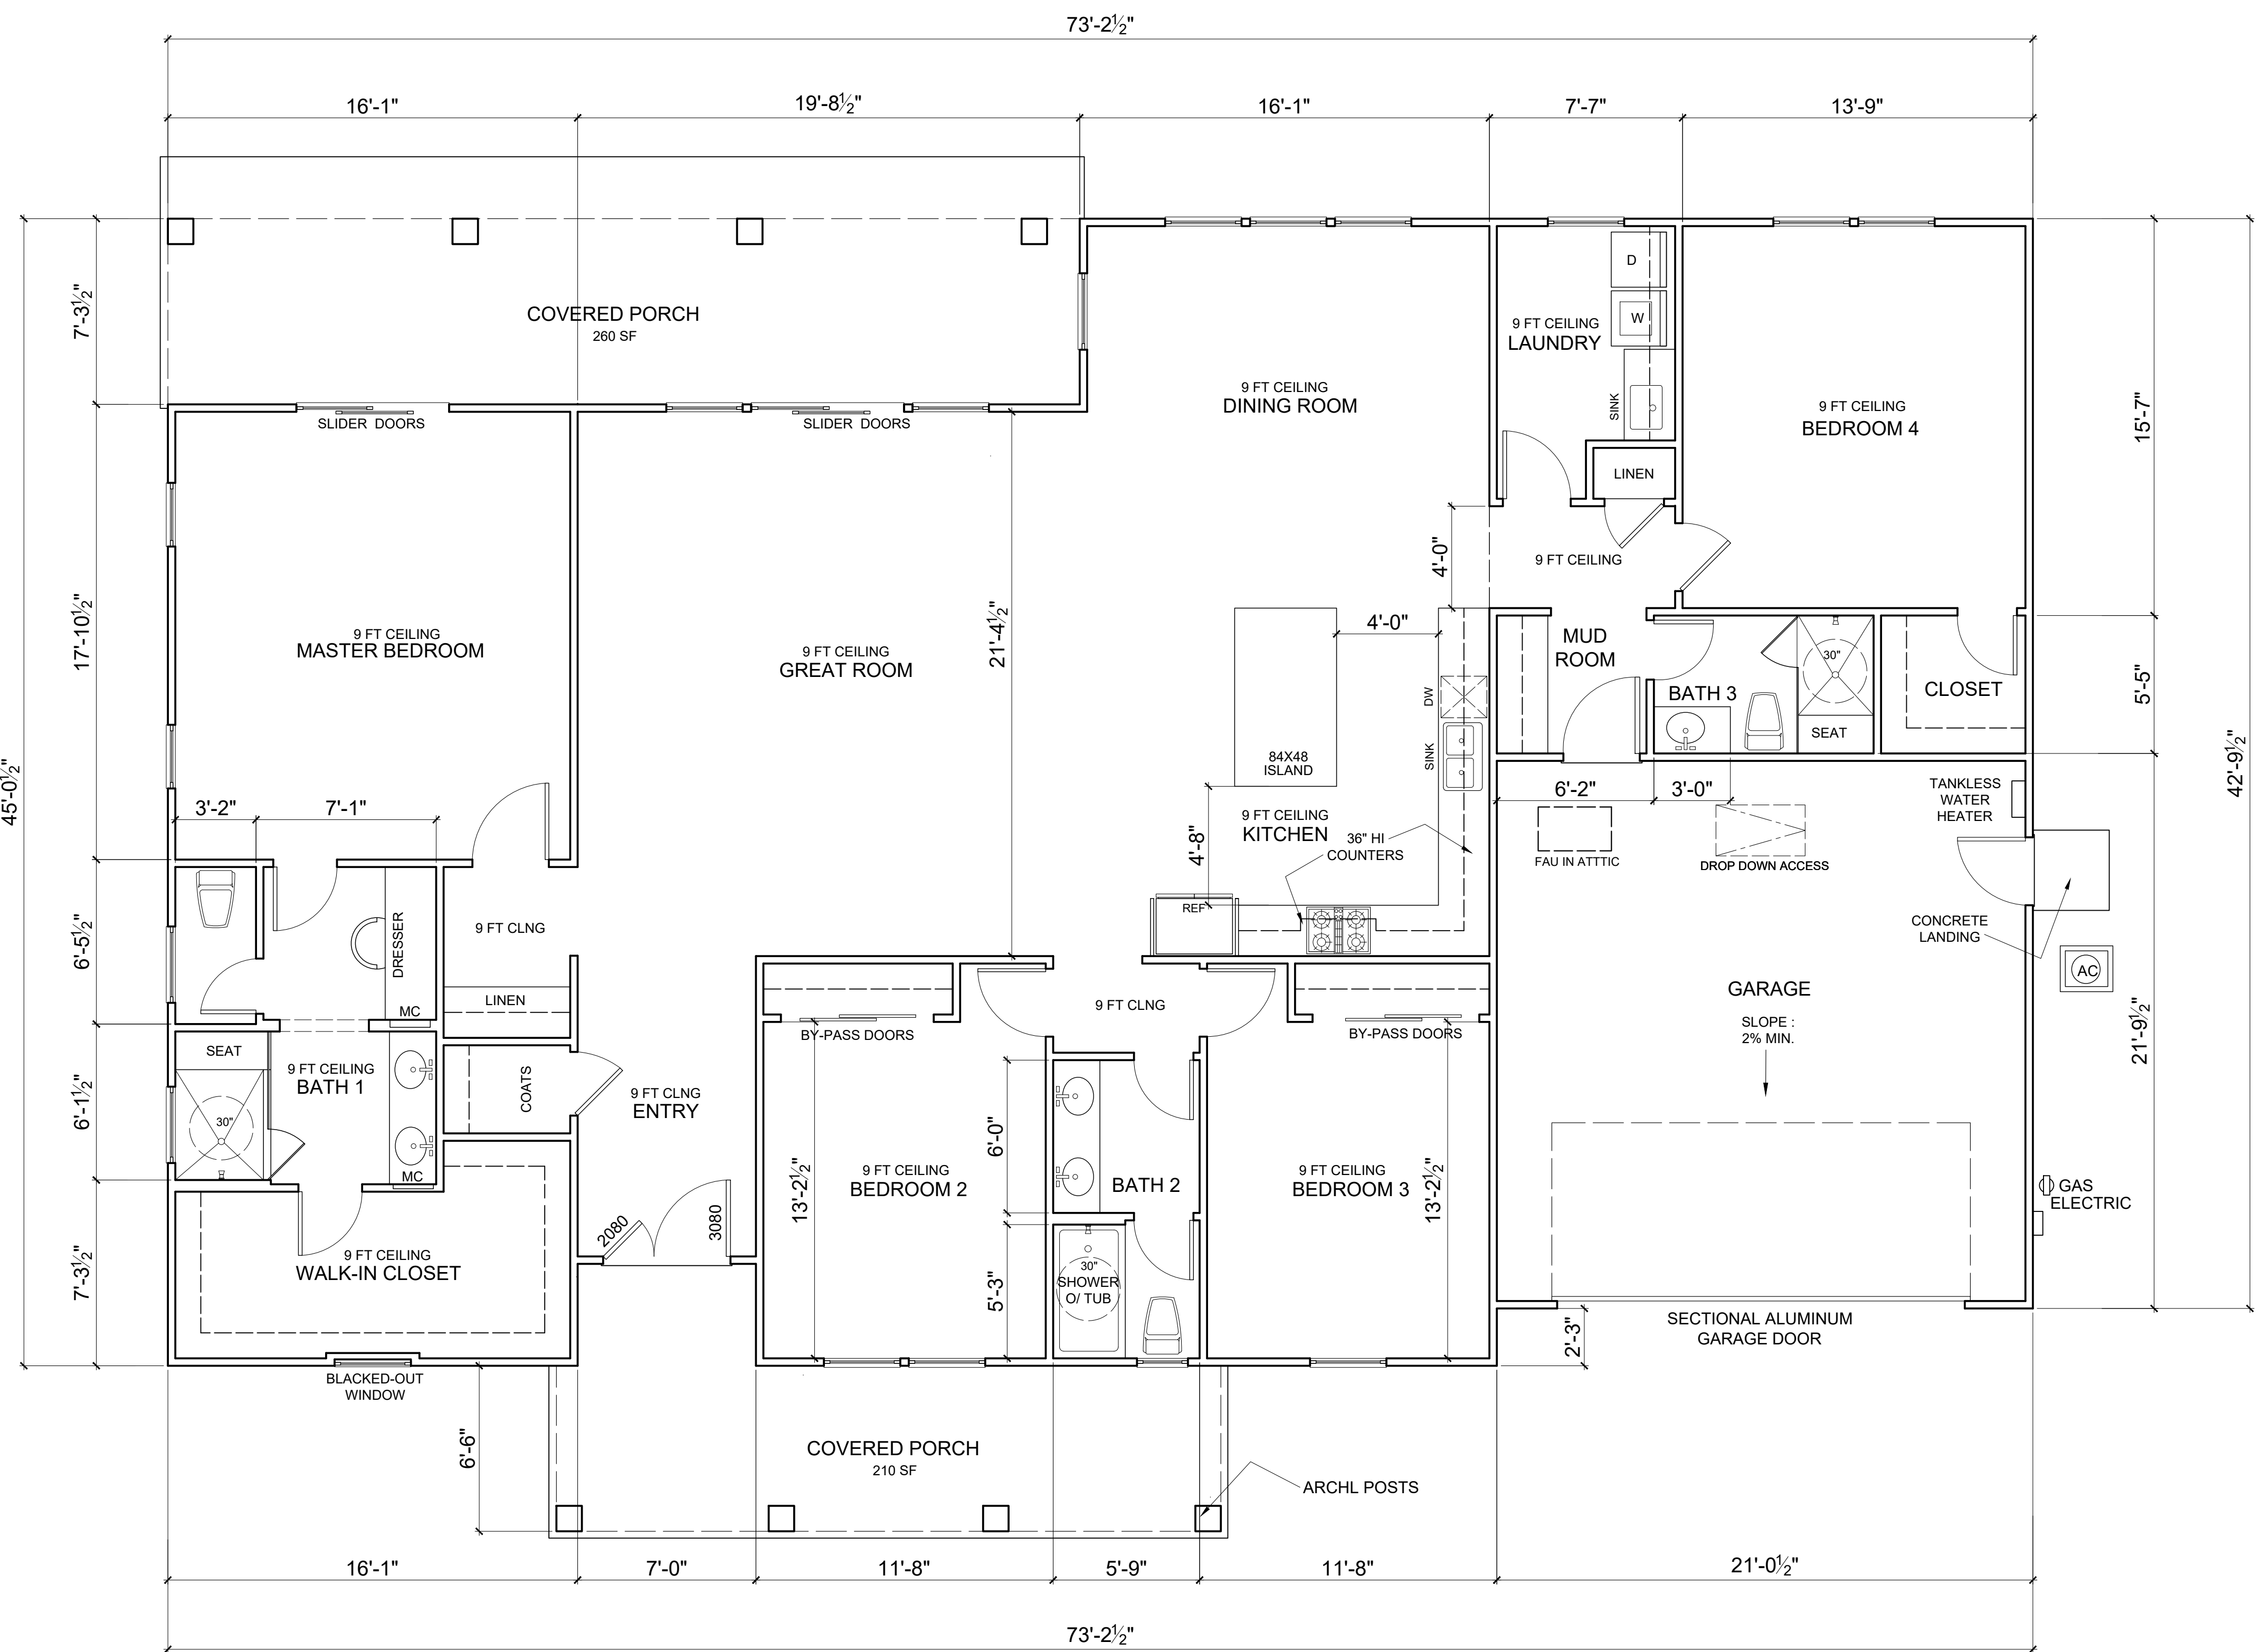 73'-2½"
16'-1"
19'-8½"
16'-1"
7'-7"
13'-9"
7'-3½"
COVERED PORCH
260 SF
D
W
9 FT CEILING
LAUNDRY
SINK
LINEN
9 FT CEILING
DINING ROOM
9 FT CEILING
BEDROOM 4
15'-7"
SLIDER DOORS
SLIDER DOORS
17'-10½"
9 FT CEILING
MASTER BEDROOM
9 FT CEILING
GREAT ROOM
21'-4½"
4'-0"
9 FT CEILING
4'-0"
MUD
ROOM
BATH 3
30"
SEAT
CLOSET
5'-5"
DW
SINK
84X48
ISLAND
45'-0½"
42'-9½"
3'-2"
7'-1"
4'-8"
9 FT CEILING
KITCHEN
36" HI
COUNTERS
6'-2"
3'-0"
FAU IN ATTTIC
DROP DOWN ACCESS
TANKLESS
WATER
HEATER
REF
6'-5½"
DRESSER
MC
9 FT CLNG
LINEN
CONCRETE
LANDING
AC
GARAGE
SLOPE :
2% MIN.
21'-9½"
9 FT CLNG
BY-PASS DOORS
BY-PASS DOORS
SEAT
9 FT CEILING
BATH 1
30"
MC
6'-1½"
COATS
9 FT CLNG
ENTRY
13'-2½"
9 FT CEILING
BEDROOM 2
6'-0"
BATH 2
9 FT CEILING
BEDROOM 3
13'-2½"
GAS
ELECTRIC
2080
3080
7'-3½"
9 FT CEILING
WALK-IN CLOSET
5'-3"
30"
SHOWER
O/ TUB
2'-3"
SECTIONAL ALUMINUM
GARAGE DOOR
BLACKED-OUT
WINDOW
6'-6"
COVERED PORCH
210 SF
ARCHL POSTS
16'-1"
7'-0"
11'-8"
5'-9"
11'-8"
21'-0½"
73'-2½"